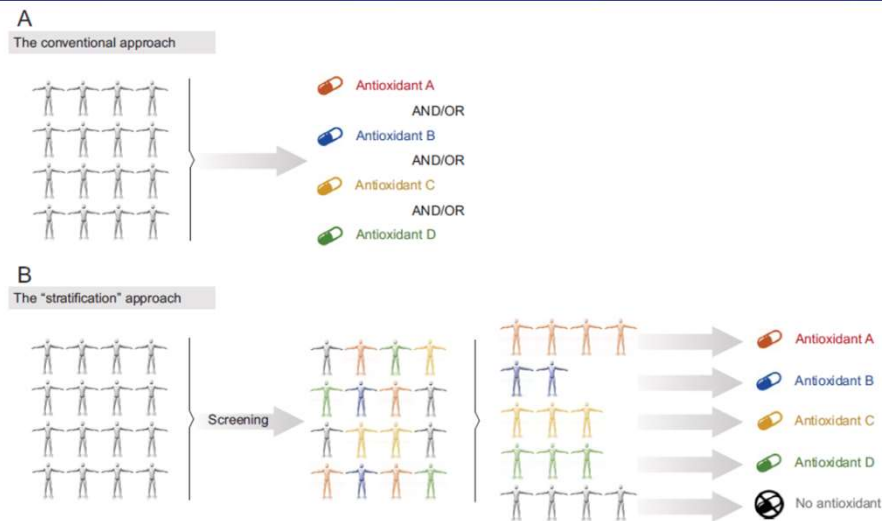 A
The conventional approach
Antioxidant A
AND/OR
Antioxidant B
AND/OR
Antioxidant C
AND/OR
Antioxidant D
B
The “stratification” approach
Screening
Antioxidant A
Antioxidant B
Antioxidant C
Antioxidant D
No antioxidant